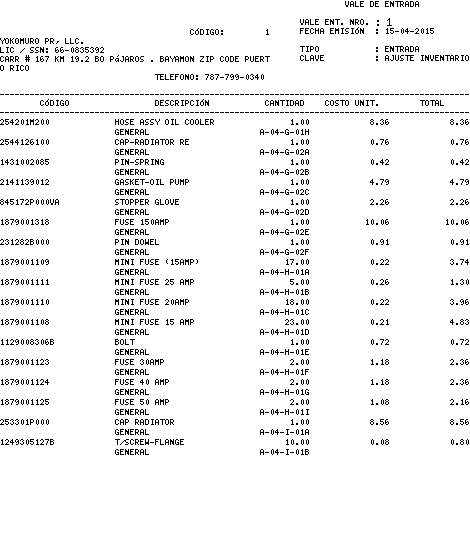 VALE DE ENTRADA
VALE ENT. NRO. : 1
CÓDIGO: 1 FECHA EMISIÓN : 15-04-2015
YOKOMURO PR, LLC.
LIC / SSN: 66-0835392 TIPO : ENTRADA
CARR # 167 KM 19.2 BO PÁJAROS . BAYAMON ZIP CODE PUERT CLAVE : AJUSTE INVENTARIO
O RICO
TELEFONO: 787-799-0340
CÓDIGO DESCRIPCIÓN CANTIDAD COSTO UNIT. TOTAL
254201M200 HOSE ASSY OIL COOLER 1.00 8.36 8.36
GENERAL A-04-G-01H
2544126100 CAP-RADIATOR RE 1.00 0.76 0.76
GENERAL A-04-G-02A
1431002085 PIN-SPRING 1.00 0.42 0.42
GENERAL A-04-G-02B
2141139012 GASKET-OIL PUMP 1.00 4.79 4.79
GENERAL A-04-G-02C
845172P000VA STOPPER GLOVE 1.00 2.26 2.26
GENERAL A-04-G-02D
1879001318 FUSE 150AMP 1.00 10.06 10.06
GENERAL A-04-G-02E
231282B000 PIN DOWEL 1.00 0.91 0.91
GENERAL A-04-G-02F
1879001109 MINI FUSE (15AMP) 17.00 0.22 3.74
GENERAL A-04-H-01A
1879001111 MINI FUSE 25 AMP 5.00 0.26 1.30
GENERAL A-04-H-01B
1879001110 MINI FUSE 20AMP 18.00 0.22 3.96
GENERAL A-04-H-01C
1879001108 MINI FUSE 15 AMP 23.00 0.21 4.83
GENERAL A-04-H-01D
1129008306B BOLT 1.00 0.72 0.72
GENERAL A-04-H-01E
1879001123 FUSE 30AMP 2.00 1.18 2.36
GENERAL A-04-H-01F
1879001124 FUSE 40 AMP 2.00 1.18 2.36
GENERAL A-04-H-01G
1879001125 FUSE 50 AMP 2.00 1.08 2.16
GENERAL A-04-H-01I
253301P000 CAP RADIATOR 1.00 8.56 8.56
GENERAL A-04-I-01A
1249305127B T/SCREW-FLANGE 10.00 0.08 0.80
GENERAL A-04-I-01B